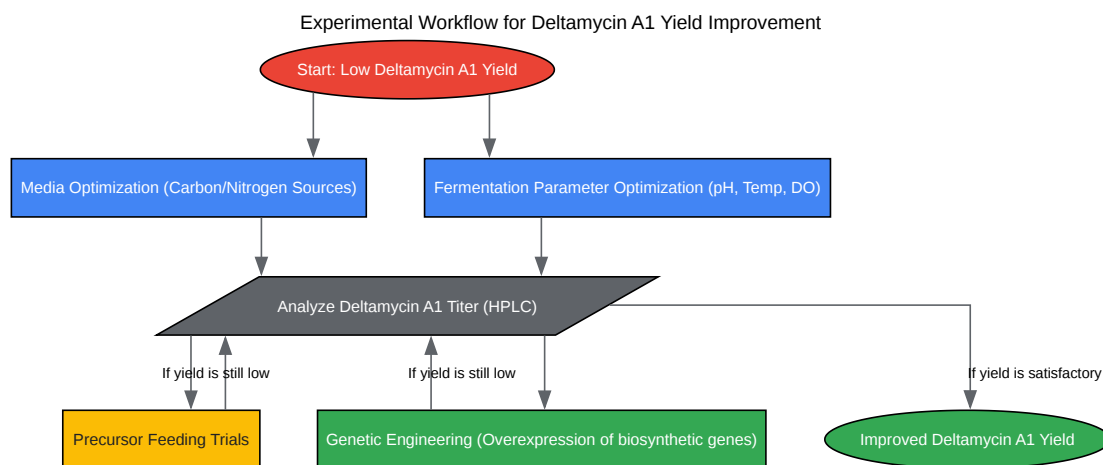 Experimental Workflow for Deltamycin A1 Yield Improvement
Start: Low Deltamycin A1 Yield
Media Optimization (Carbon/Nitrogen Sources)
Fermentation Parameter Optimization (pH, Temp, DO)
Analyze Deltamycin A1 Titer (HPLC)
If yield is still low
If yield is still low
If yield is satisfactory
Precursor Feeding Trials
Genetic Engineering (Overexpression of biosynthetic genes)
Improved Deltamycin A1 Yield